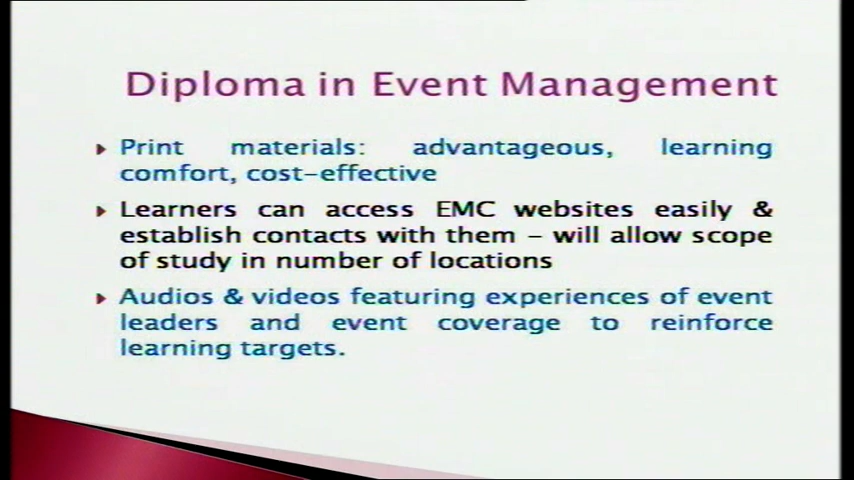 Diploma in Event Management
Print materials: advantageous, learning
comfort, cost-effective
Learners can access EMC websites easily &
establish contacts with them - will allow scope
of study in number of locations
Audios & videos featuring experiences of event
leaders and event coverage to reinforce
learning targets.